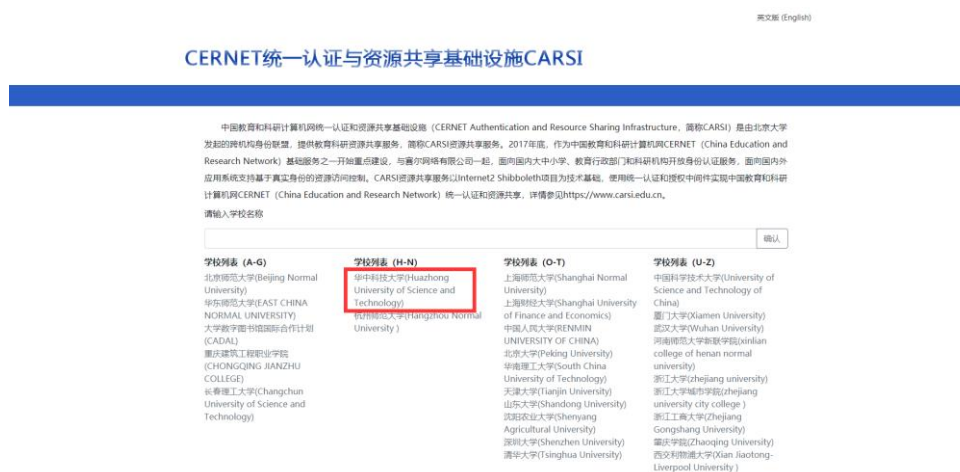 英文版 (English)
CERNET统一认证与资源共享基础设施CARSI
中国教育和科研计算机网统一认证和资源共享基础设施（CERNET Authentication and Resource Sharing Infrastructure，简称CARSI）是由北京大学
发起的跨机构身份联盟，提供教育科研资源共享服务，简称CARSI资源共享服务。2017年底，作为中国教育和科研计算机网CERNET（China Education and
Research Network）基础服务之一开始重点建设，与赛尔网络有限公司一起，面向国内大中小学、教育行政部门和科研机构开放身份认证服务，面向国内外
应用系统支持基于真实身份的资源访问控制。CARSI资源共享服务以Internet2 Shibboleth项目为技术基础，使用统一认证和授权中间件实现中国教育和科研
计算机网CERNET（China Education and Research Network）统一认证和资源共享，详情参见https://www.carsi.edu.cn。
请输入学校名称
确认
学校列表（A-G)
北京师范大学(Beijing Normal
University)
华东师范大学(EAST CHINA
NORMAL UNIVERSITY)
大学数字图书馆国际合作计划
(CADAL)
重庆建筑工程职业学院
(CHONGQING JIANZHU
COLLEGE)
长春理工大学(Changchun
University of Science and
Technology)
学校列表（H-N)
华中科技大学(Huazhong
University of Science and
Technology)
杭州师范大学(Hangzhou Normal
University )
学校列表（O-T)
上海师范大学(Shanghai Normal
University)
上海财经大学(Shanghai University
of Finance and Economics)
中国人民大学(RENMIN
UNIVERSITY OF CHINA)
北京大学(Peking University)
华南理工大学(South China
University of Technology)
天津大学(Tianjin University)
山东大学(Shandong University)
沈阳农业大学(Shenyang
Agricultural University)
深圳大学(Shenzhen University)
清华大学(Tsinghua University)
学校列表（U-Z)
中国科学技术大学(University of
Science and Technology of
China)
厦门大学(Xiamen University)
武汉大学(Wuhan University)
河南师范大学新联学院(xinlian
college of henan normal
university)
浙江大学(zhejiang university)
浙江大学城市学院(zhejiang
university city college )
浙江工商大学(Zhejiang
Gongshang University)
肇庆学院(Zhaoqing University)
西交利物浦大学(Xian Jiaotong-
Liverpool University )